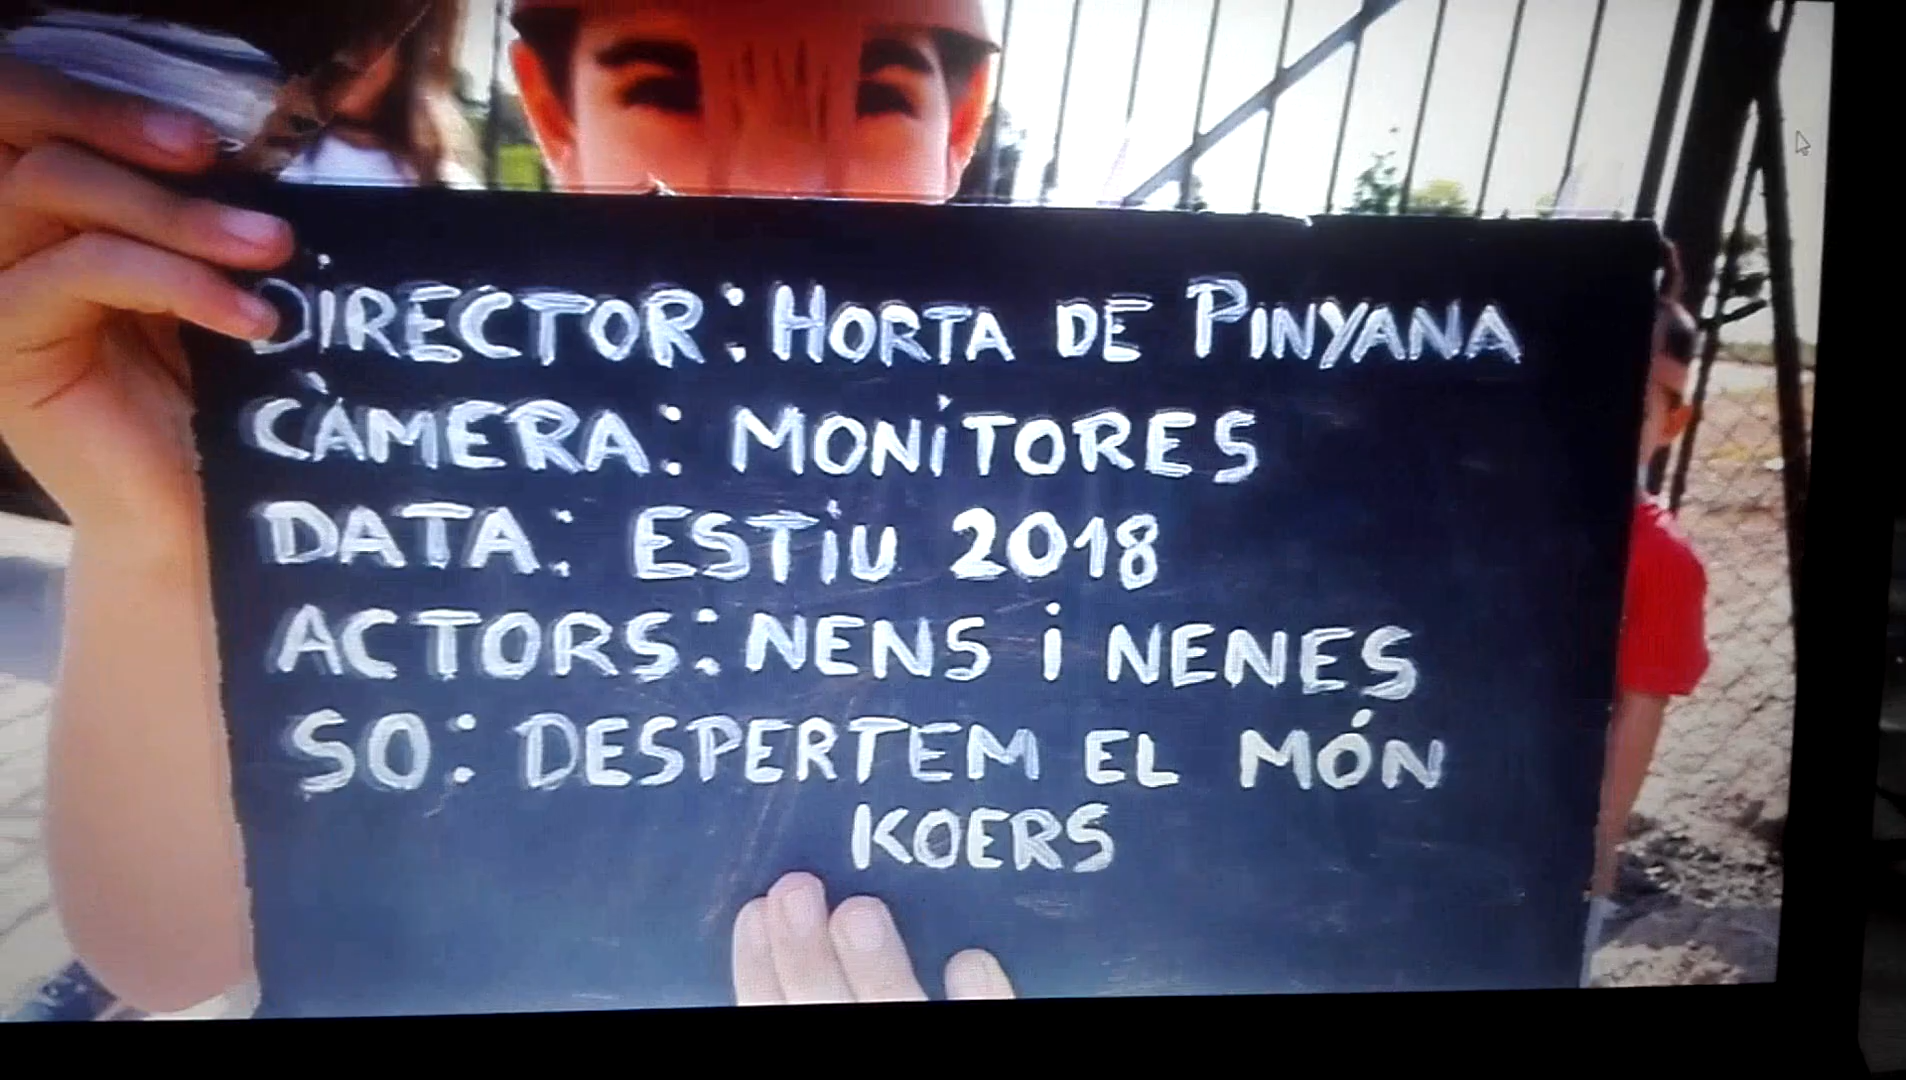 DiRECTOR: HORTA DE PINYANA
CÀMERA: MONiTORES
DATA: ESTiU 2018
ACTORS: NENS i NENES
SO: DESPERTEM EL MÓN
KOERS